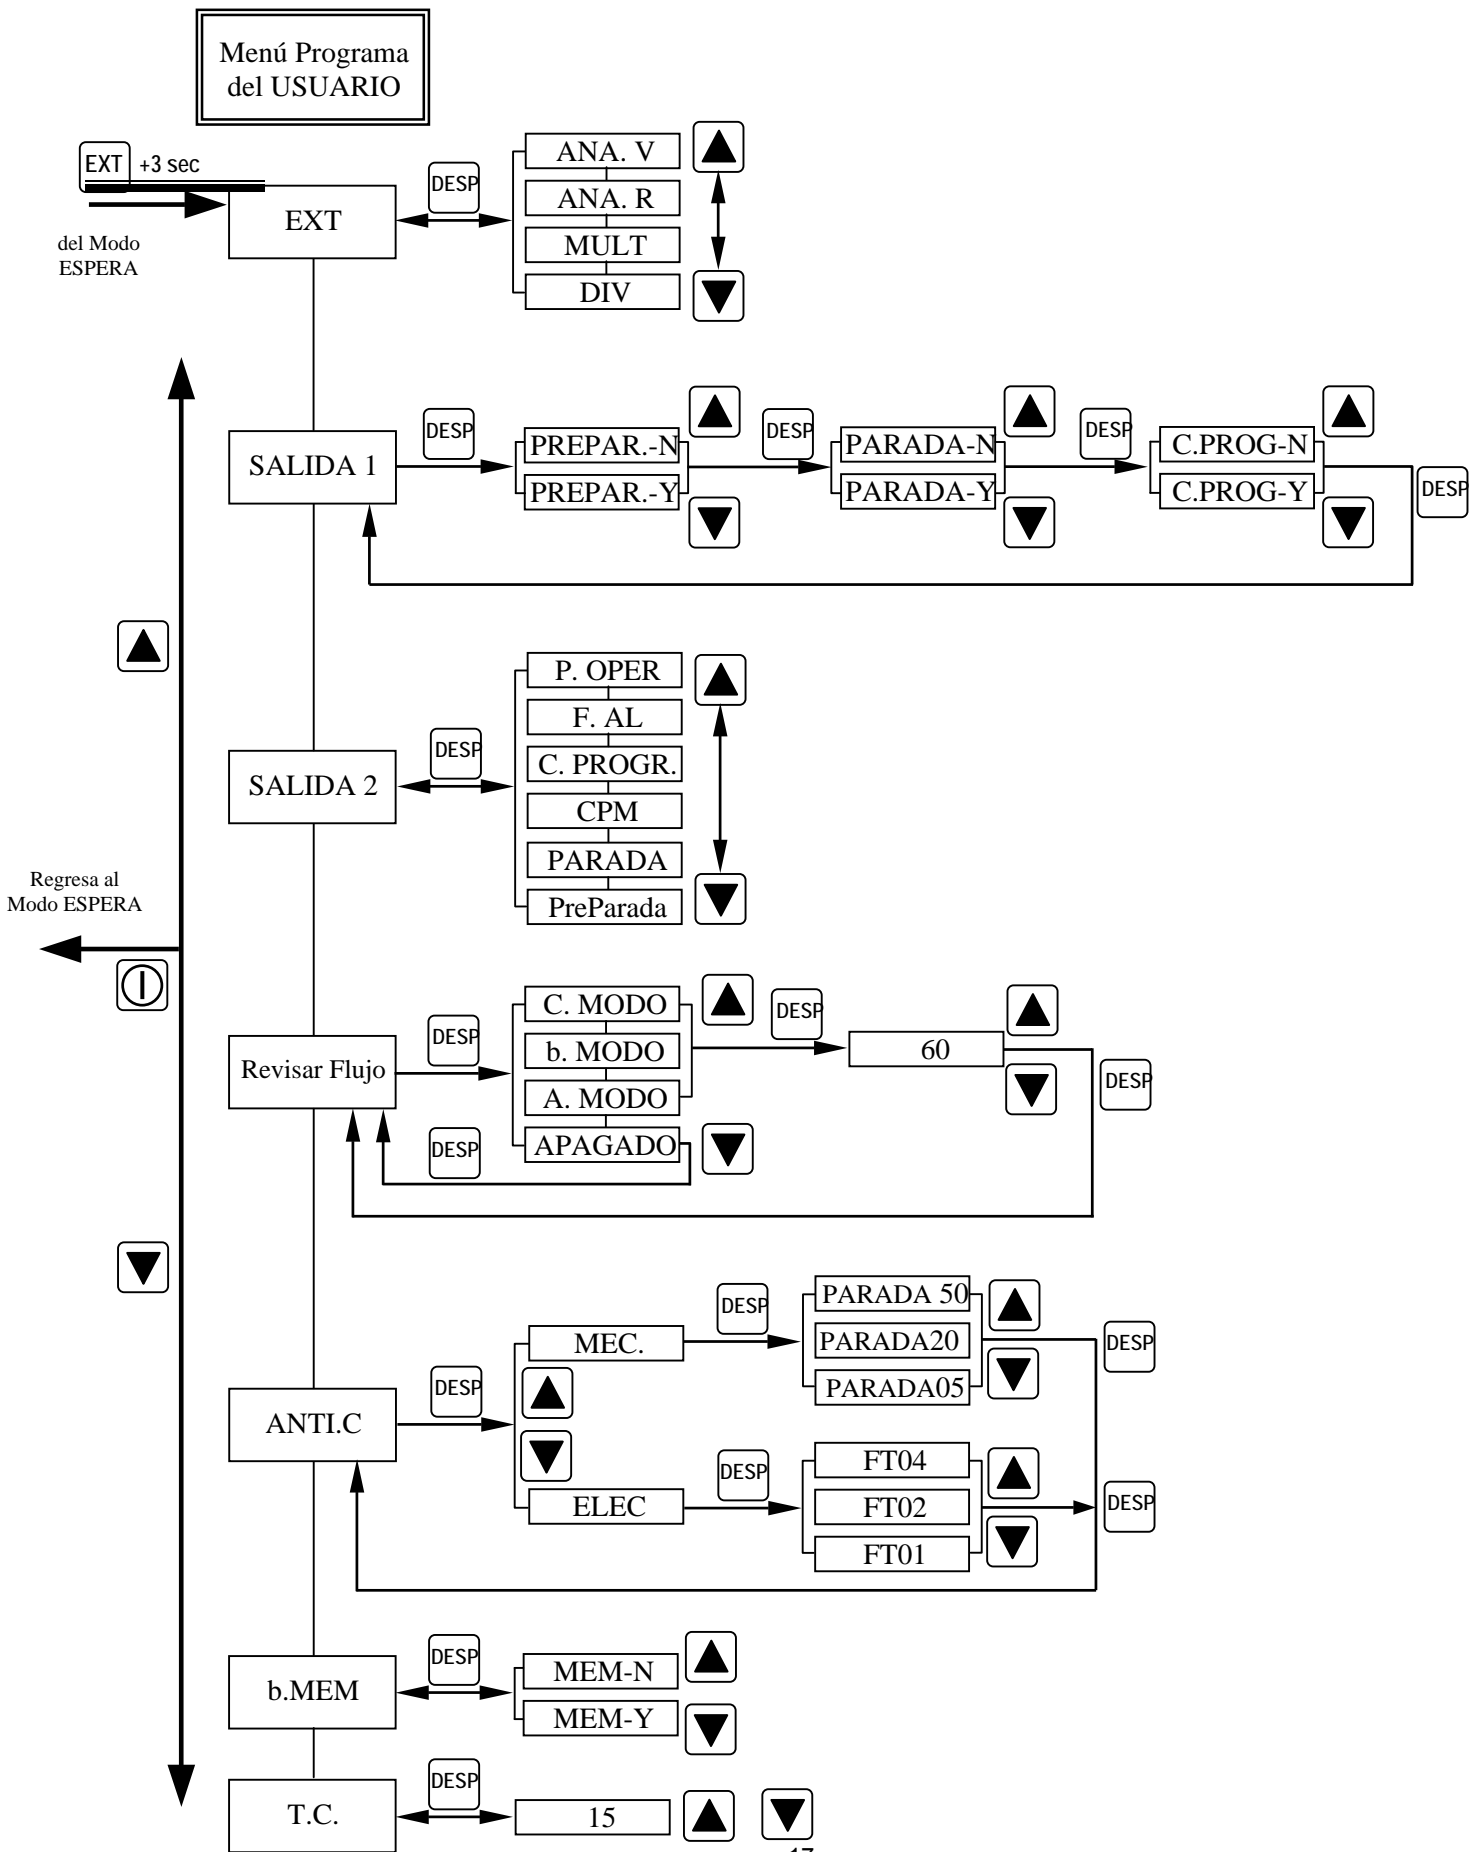 Menú Programa
del USUARIO
EXT +3 sec
del Modo
ESPERA
EXT
DESP
ANA. V
ANA. R
MULT
DIV
SALIDA 1
DESP
PREPAR.-N
PREPAR.-Y
DESP
PARADA-N
PARADA-Y
DESP
C.PROG-N
C.PROG-Y
DESP
SALIDA 2
DESP
P. OPER
F. AL
C. PROGR.
CPM
PARADA
PreParada
Regresa al
Modo ESPERA
Revisar Flujo
DESP
C. MODO
b. MODO
A. MODO
APAGADO
DESP
DESP
60
DESP
ANTI.C
DESP
MEC.
DESP
PARADA 50
PARADA20
PARADA05
DESP
ELEC
DESP
FT04
FT02
FT01
DESP
b.MEM
DESP
MEM-N
MEM-Y
T.C.
DESP
15
17